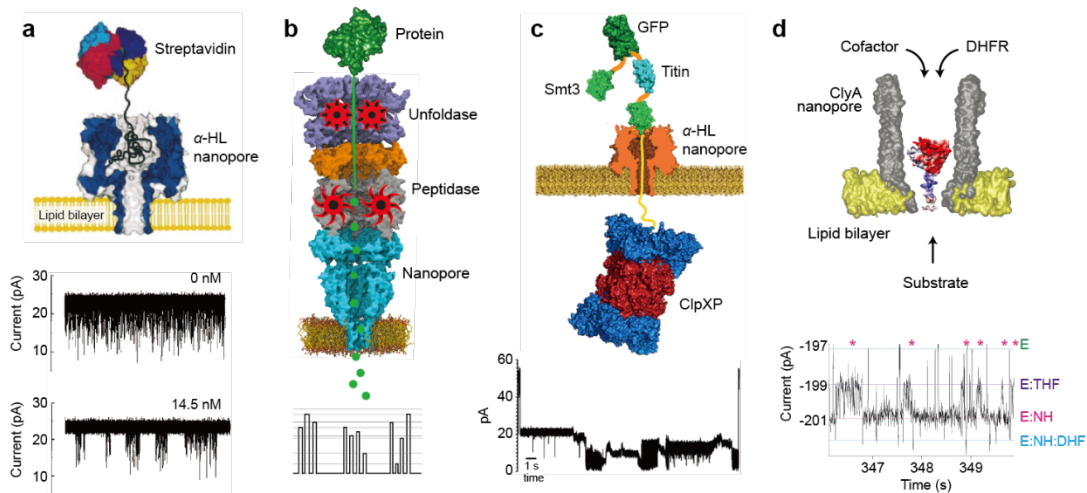 a
Streptavidin
α-HL
nanopore
Lipid bilayer
Current (pA)
30
20
10
0 nM
Current (pA)
30
20
10
0
14.5 nM
b
Protein
Unfoldase
Peptidase
Nanopore
c
GFP
Titin
Smt3
α-HL
nanopore
ClpXP
pA
60
40
20
0
1 s
time
d
Cofactor
DHFR
ClyA
nanopore
Lipid bilayer
Substrate
Current (pA)
-197
-199
-201
* * * * * *
E
E:THF
E:NH
E:NH:DHF
347 348 349
Time (s)